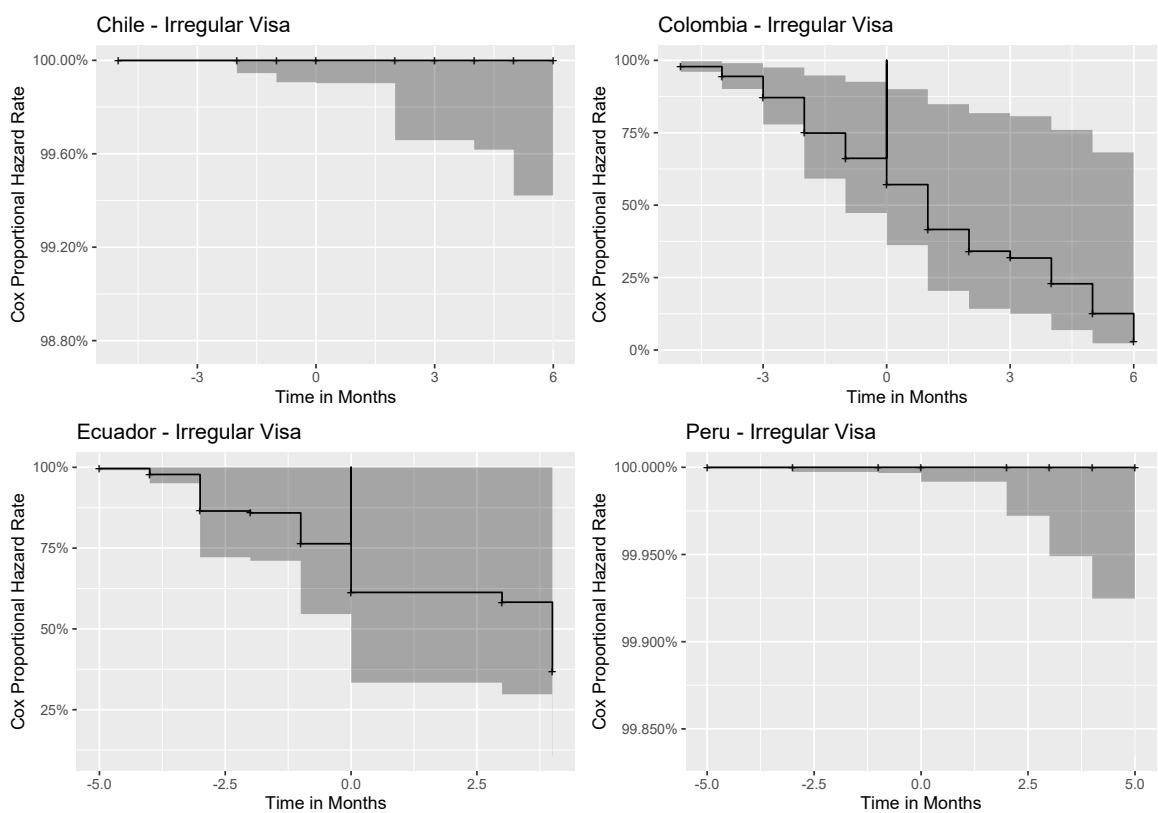 Chile - Irregular Visa
Cox Proportional Hazard Rate
100.00%
99.60%
99.20%
98.80%
-3 0 3 6
Time in Months
Colombia - Irregular Visa
Cox Proportional Hazard Rate
100%
75%
50%
25%
0%
-3 0 3 6
Time in Months
Ecuador - Irregular Visa
Cox Proportional Hazard Rate
100%
75%
50%
25%
-5.0 -2.5 0.0 2.5
Time in Months
Peru - Irregular Visa
Cox Proportional Hazard Rate
100.000%
99.950%
99.900%
99.850%
-5.0 -2.5 0.0 2.5 5.0
Time in Months